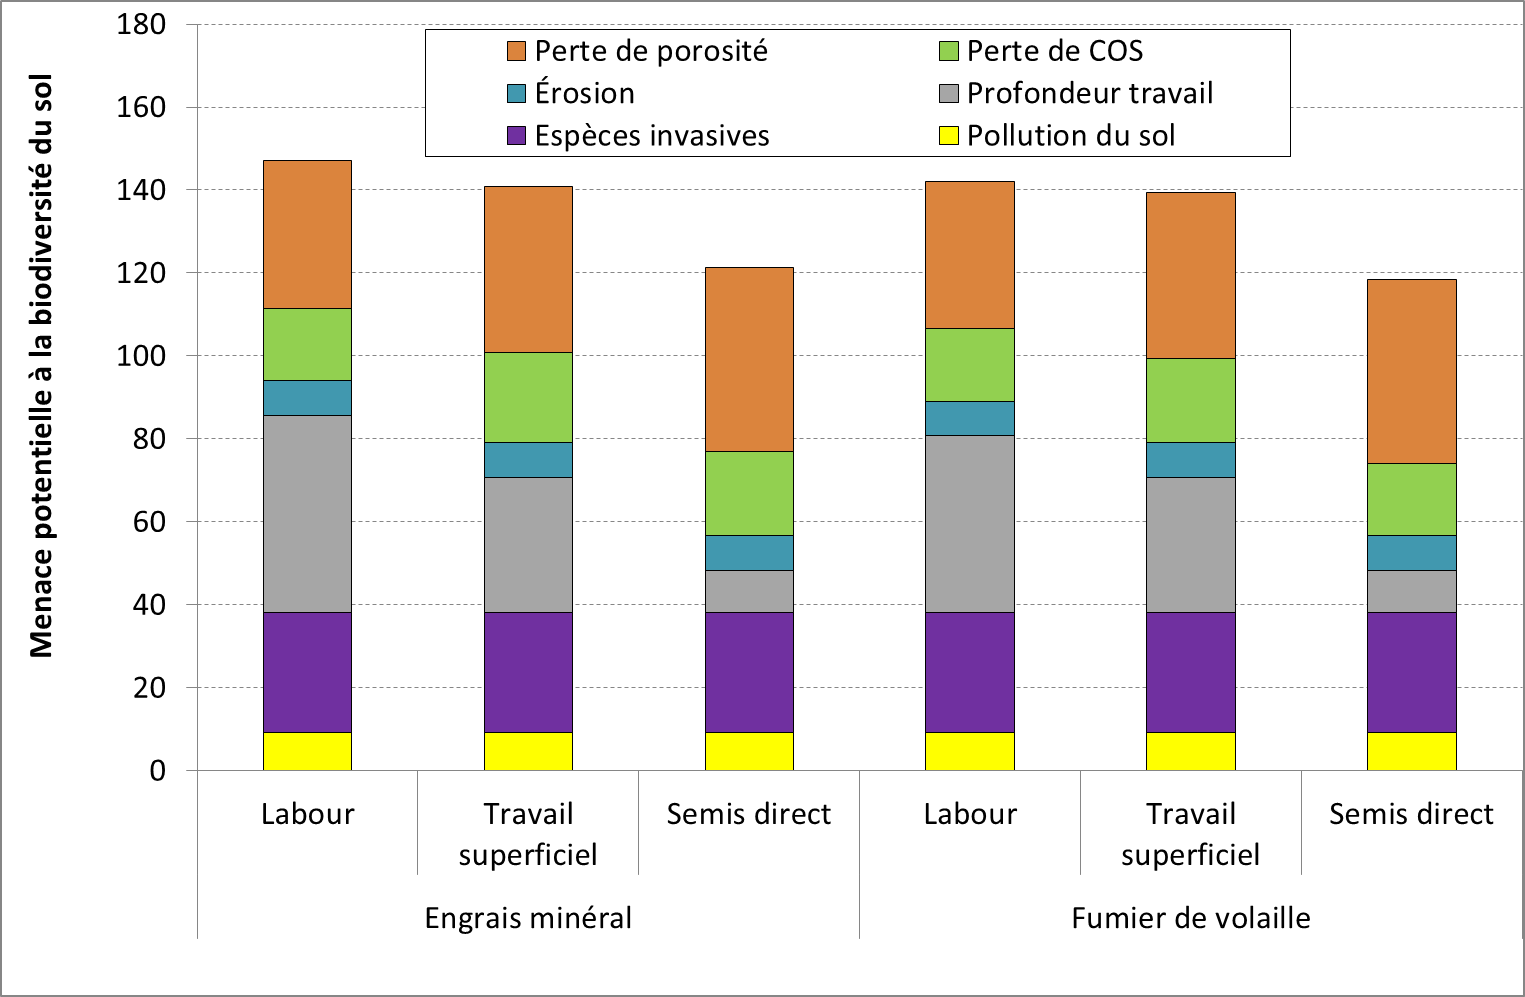 Menace potentielle à la biodiversité du sol
180
160
140
120
100
80
60
40
20
0
Perte de porosité
Perte de COS
Érosion
Profondeur travail
Espèces invasives
Pollution du sol
Labour
Travail
superficiel
Semis direct
Labour
Travail
superficiel
Semis direct
Engrais minéral
Fumier de volaille